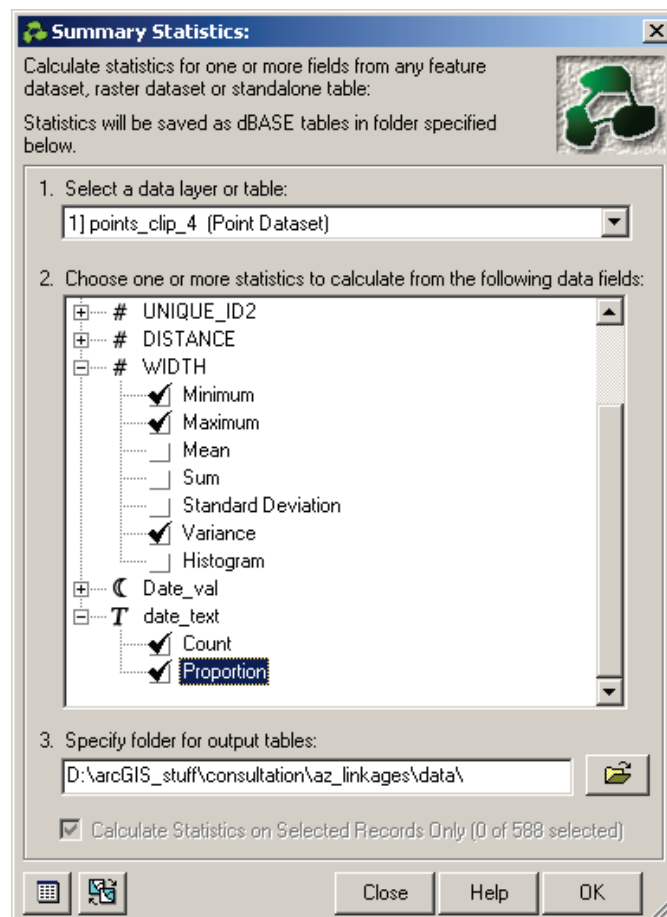 Summary Statistics:
Calculate statistics for one or more fields from any feature
dataset, raster dataset or standalone table:
Statistics will be saved as dBASE tables in folder specified
below.
1. Select a data layer or table:
1] points_clip_4 (Point Dataset)
2. Choose one or more statistics to calculate from the following data fields:
# UNIQUE_ID2
# DISTANCE
# WIDTH
Minimum
Maximum
Mean
Sum
Standard Deviation
Variance
Histogram
Date_val
T date_text
Count
Proportion
3. Specify folder for output tables:
D:\arcGIS_stuff\consultation\az_linkages\data\
Calculate Statistics on Selected Records Only (0 of 588 selected)
Close Help OK